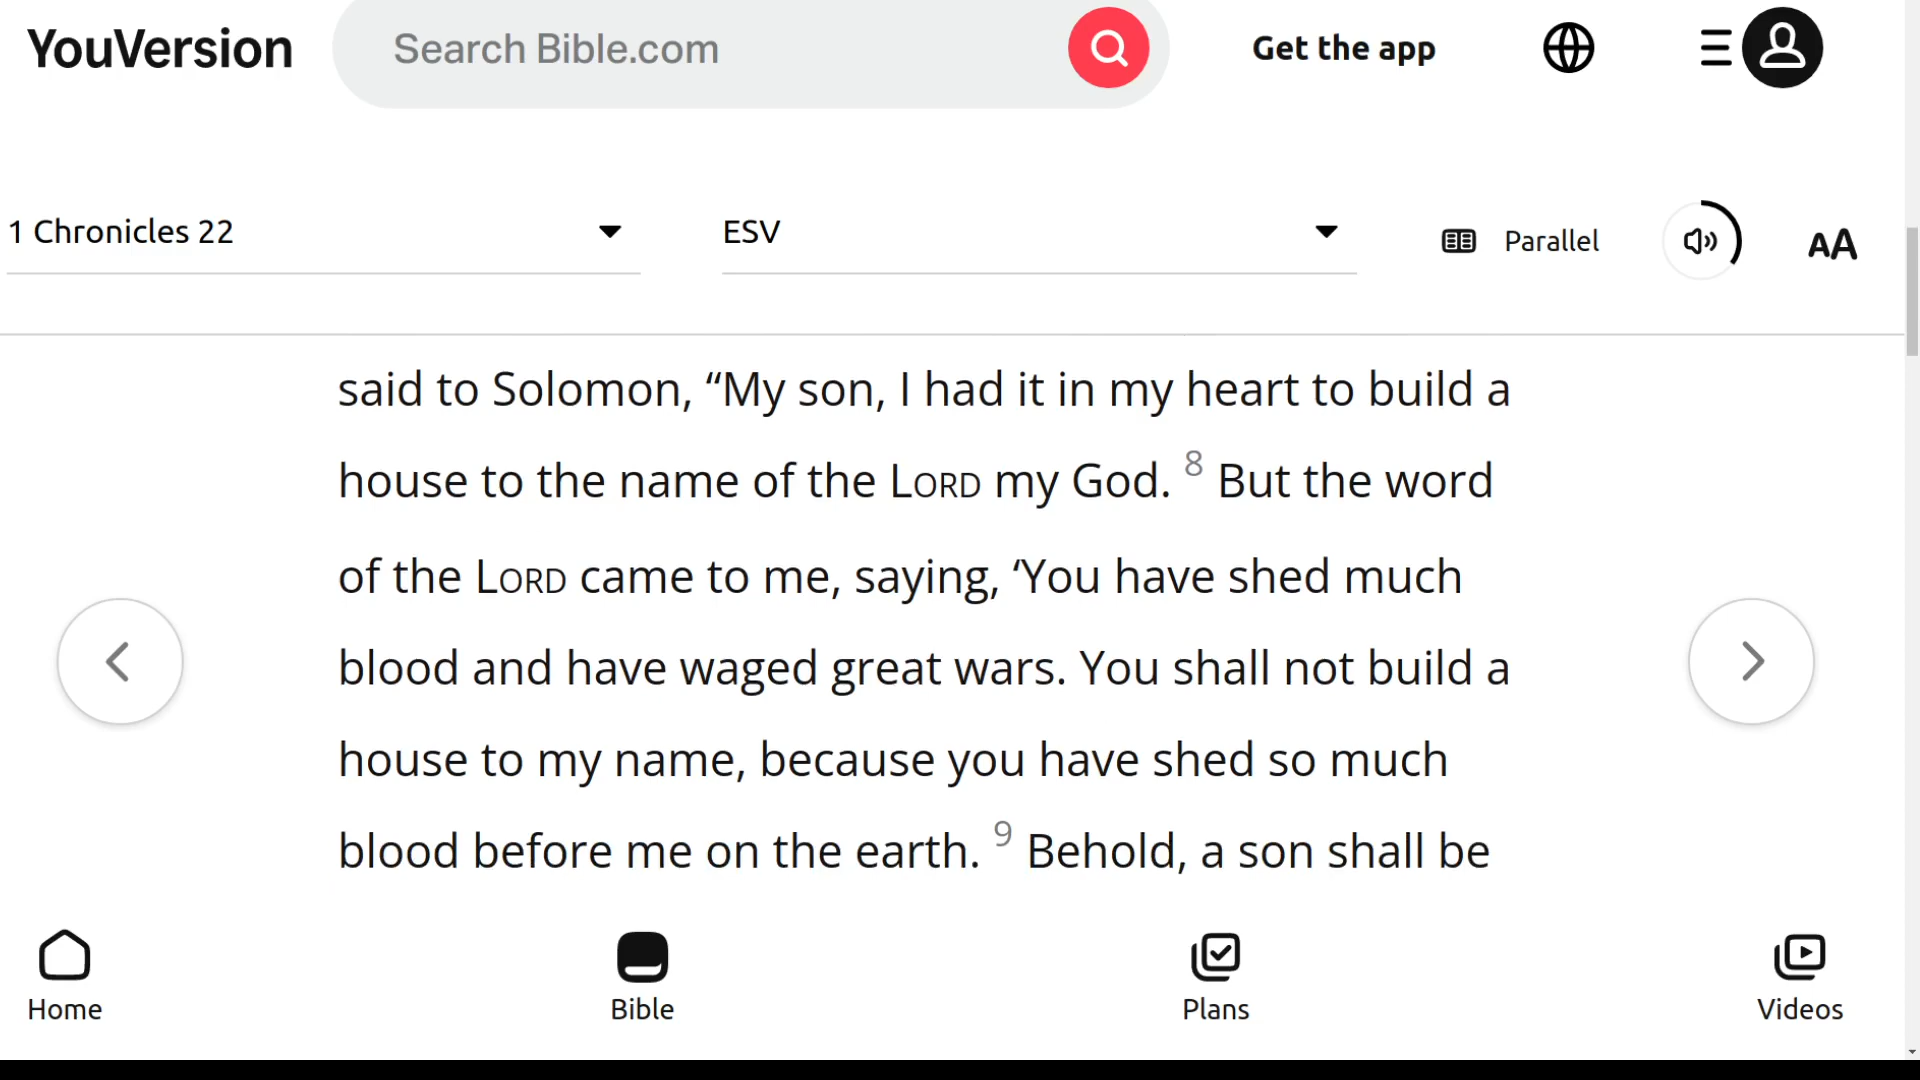 YouVersion
Search Bible.com
Get the app
1 Chronicles 22
ESV
Parallel
AA
said to Solomon, “My son, I had it in my heart to build a
house to the name of the LORD my God. 8 But the word
of the LORD came to me, saying, ‘You have shed much
blood and have waged great wars. You shall not build a
house to my name, because you have shed so much
blood before me on the earth. 9 Behold, a son shall be
Home
Bible
Plans
Videos